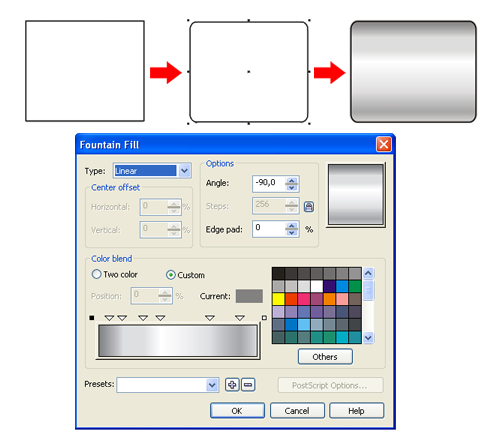 Fountain Fill
Type: Linear
Options
Angle: -90,0
Center offset
Horizontal: 0 %
Steps: 256
Vertical: 0 %
Edge pad: 0 %
Color blend
Two color Custom
Position: 0 % Current:
Others
Presets: PostScript Options...
OK Cancel Help